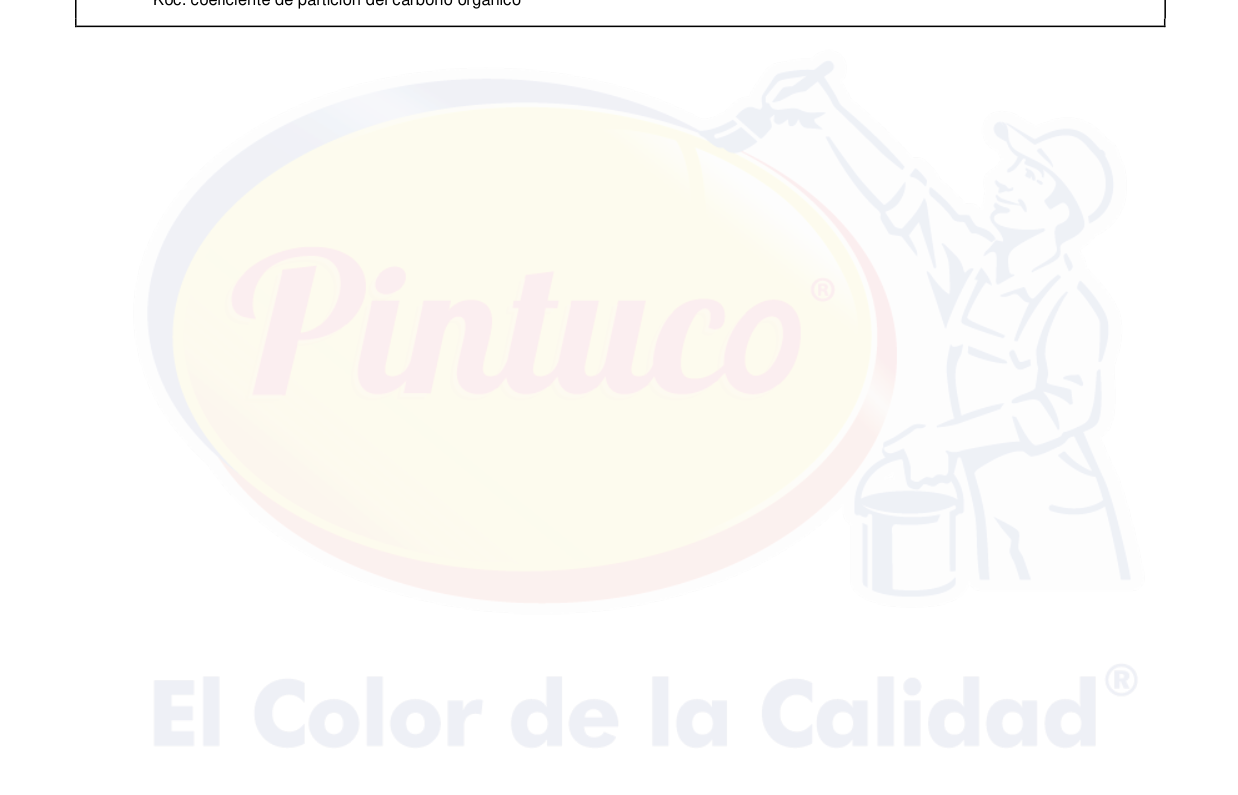 Koc: coeficiente de partición del carbono orgánico
Pintuco®
El Color de la Calidad®